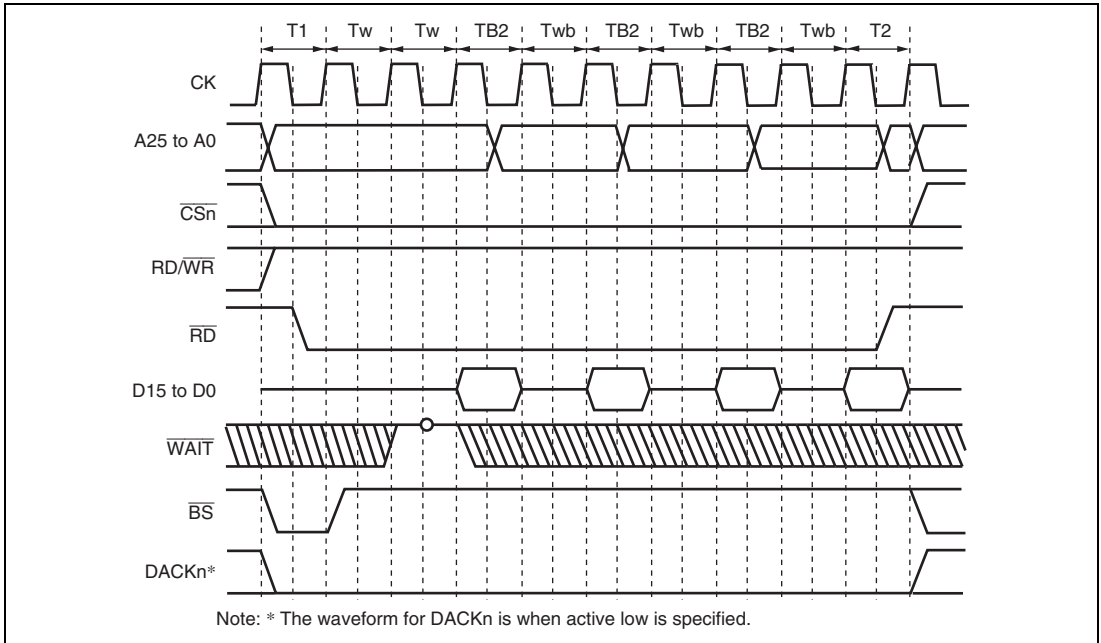 T1 Tw Tw TB2 Twb TB2 Twb TB2 Twb T2
CK
A25 to A0
CSn
RD/WR
RD
D15 to D0
WAIT
BS
DACKn*
Note: * The waveform for DACKn is when active low is specified.